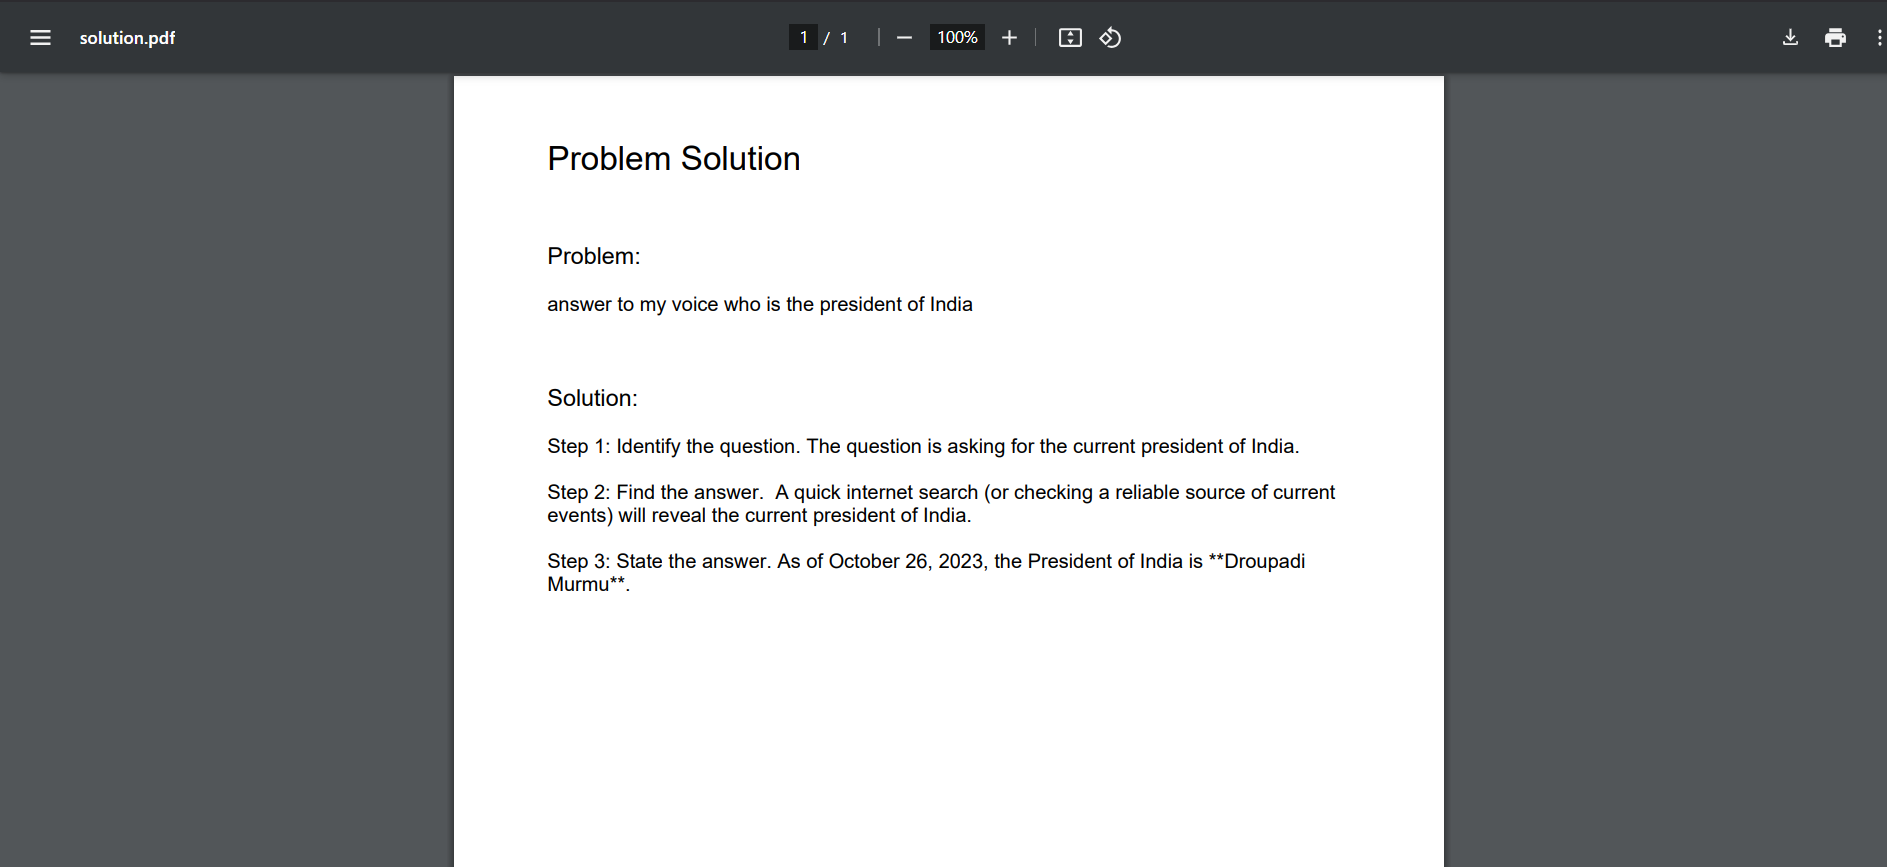 solution.pdf
1 / 1
100%
Problem Solution
Problem:
answer to my voice who is the president of India
Solution:
Step 1: Identify the question. The question is asking for the current president of India.
Step 2: Find the answer.  A quick internet search (or checking a reliable source of current
events) will reveal the current president of India.
Step 3: State the answer. As of October 26, 2023, the President of India is **Droupadi
Murmu**.